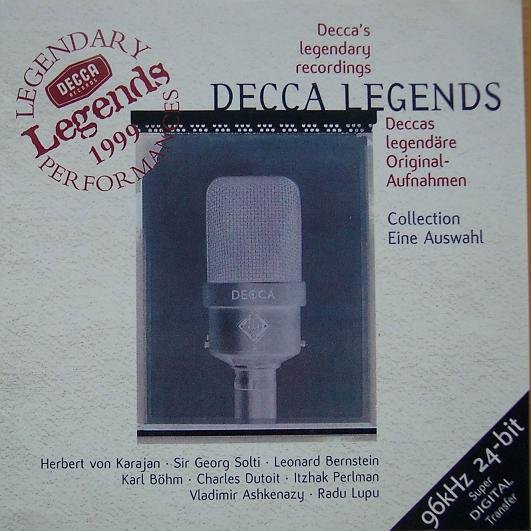 LEGENDARY
DECCA
RECORDS
Legends
1999
PERFORMANCES
Decca's
legendary
recordings
DECCA LEGENDS
Deccas
legendäre
Original-
Aufnahmen
Collection
Eine Auswahl
DECCA
Herbert von Karajan · Sir Georg Solti · Leonard Bernstein
Karl Böhm · Charles Dutoit · Itzhak Perlman
Vladimir Ashkenazy · Radu Lupu
96kHz 24-bit
Super
DIGITAL
Transfer